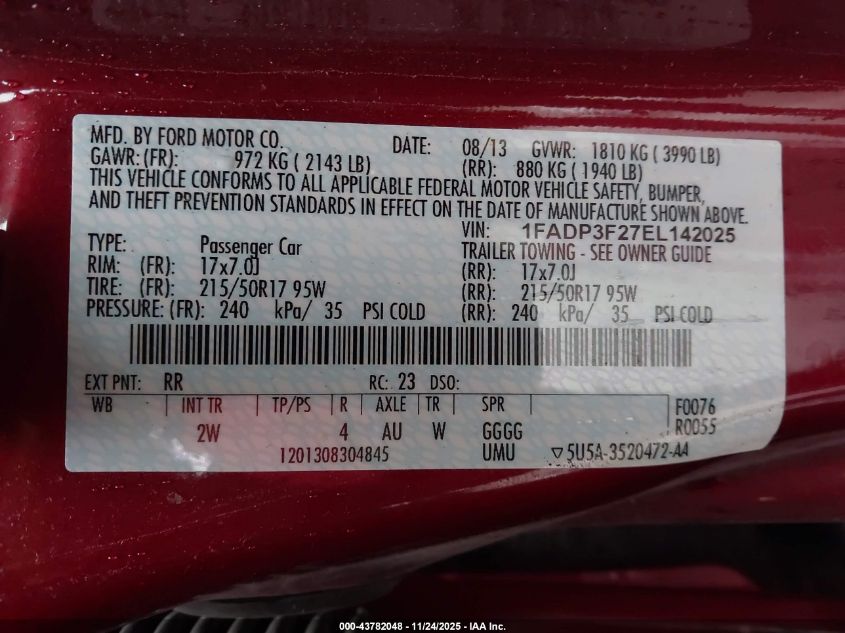 MFD. BY FORD MOTOR CO. DATE: 08/13 GVWR: 1810 KG ( 3990 LB)
GAWR: (FR): 972 KG ( 2143 LB) (RR): 880 KG ( 1940 LB)
THIS VEHICLE CONFORMS TO ALL APPLICABLE FEDERAL MOTOR VEHICLE SAFETY, BUMPER,
AND THEFT PREVENTION STANDARDS IN EFFECT ON THE DATE OF MANUFACTURE SHOWN ABOVE.
VIN: 1FADP3F27EL142025
TYPE: Passenger Car TRAILER TOWING - SEE OWNER GUIDE
RIM: (FR): 17x7.0J (RR): 17x7.0J
TIRE: (FR): 215/50R17 95W (RR): 215/50R17 95W
PRESSURE: (FR): 240 kPa/ 35 PSI COLD (RR): 240 kPa/ 35 PSI COLD
EXT PNT: RR RC: 23 DSO:
WB INT TR TP/PS R AXLE TR SPR F0076
2W 4 AU W GGGG R0055
1201308304845 UMU ▽5U5A-3520472-AA
000-43782048 - 11/24/2025 - IAA Inc.